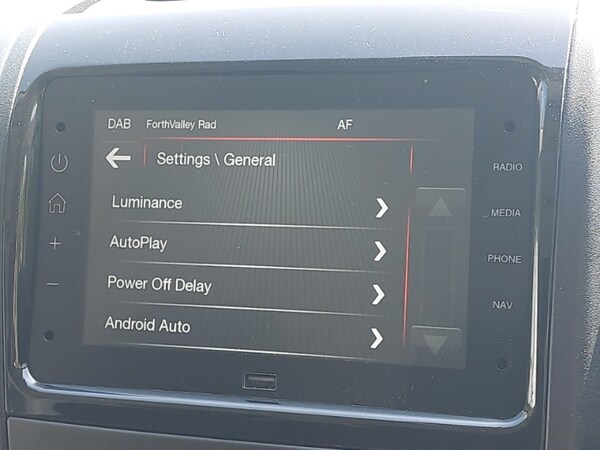 DAB ForthValley Rad AF
Settings \ General
RADIO
Luminance
_ MEDIA
AutoPlay
+
PHONE
Power Off Delay
–
NAV
Android Auto